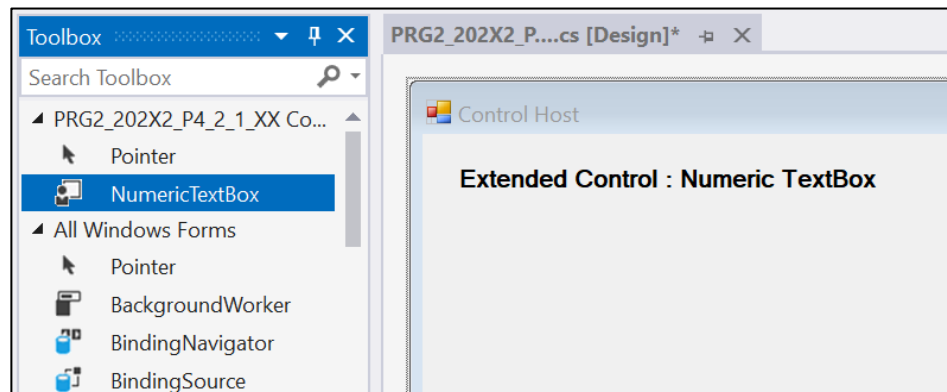 Toolbox
PRG2_202X2_P....cs [Design]*
Search Toolbox
PRG2_202X2_P4_2_1_XX Co...
Pointer
NumericTextBox
All Windows Forms
Pointer
BackgroundWorker
BindingNavigator
BindingSource
Control Host
Extended Control : Numeric TextBox